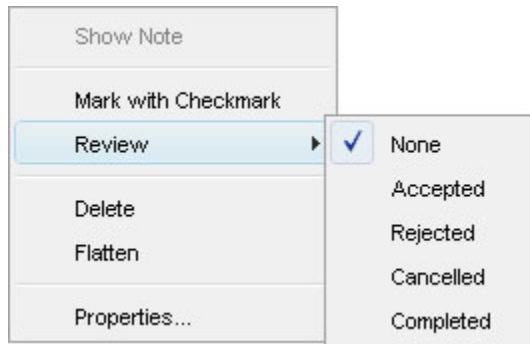 Show Note
Mark with Checkmark
Review
Delete
Flatten
Properties...
None
Accepted
Rejected
Cancelled
Completed